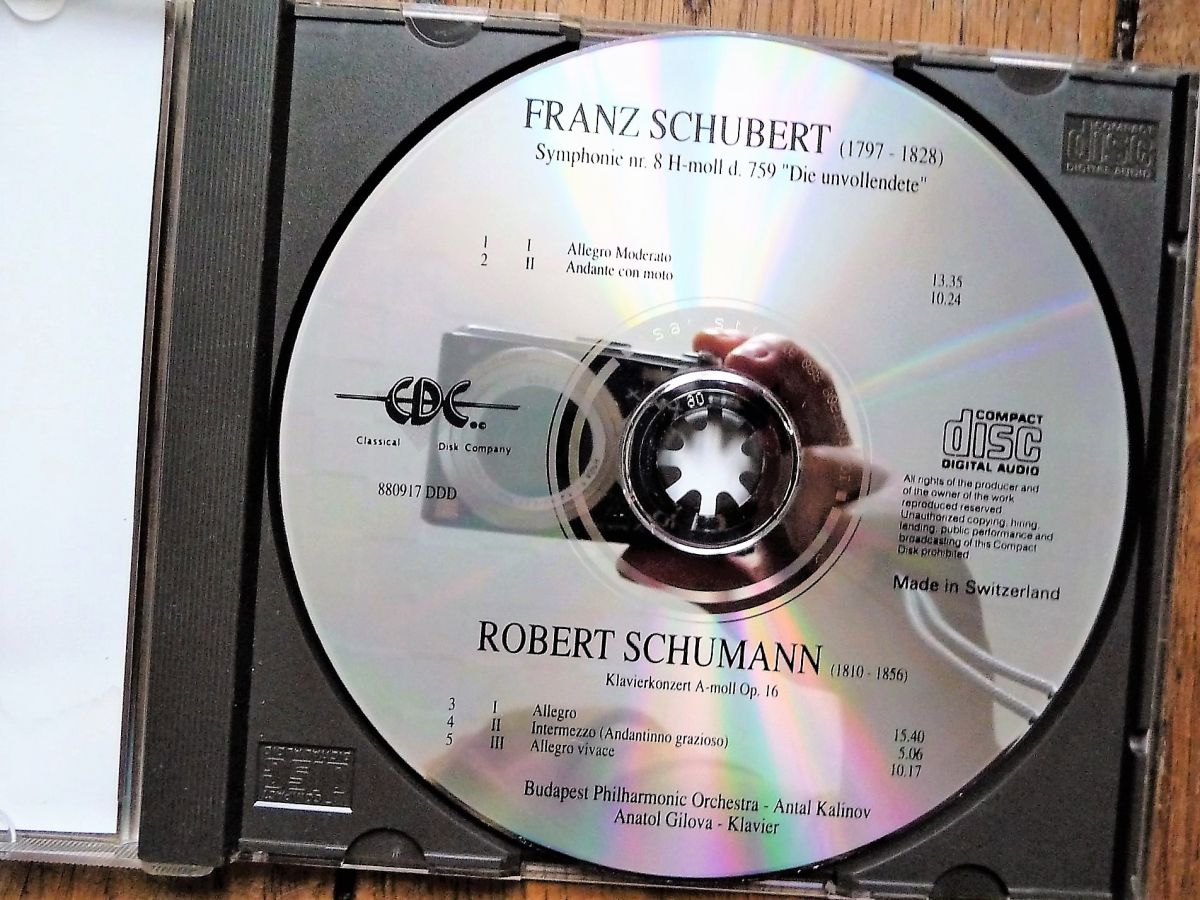 FRANZ SCHUBERT (1797 - 1828)
Symphonie nr. 8 H-moll d. 759 "Die unvollendete"
1 I Allegro Moderato 13.35
2 II Andante con moto 10.24
CDC..
Classical Disk Company
880917 DDD
COMPACT
disc
DIGITAL AUDIO
All rights of the producer and
of the owner of the work
reproduced reserved.
Unauthorized copying, hiring,
lending, public performance and
broadcasting of this Compact
Disk prohibited
Made in Switzerland
ROBERT SCHUMANN (1810 - 1856)
Klavierkonzert A-moll Op. 16
3 I Allegro 15.40
4 II Intermezzo (Andantinno grazioso) 5.06
5 III Allegro vivace 10.17
Budapest Philharmonic Orchestra - Antal Kalinov
Anatol Gilova - Klavier
COMPACT
disc
DIGITAL AUDIO